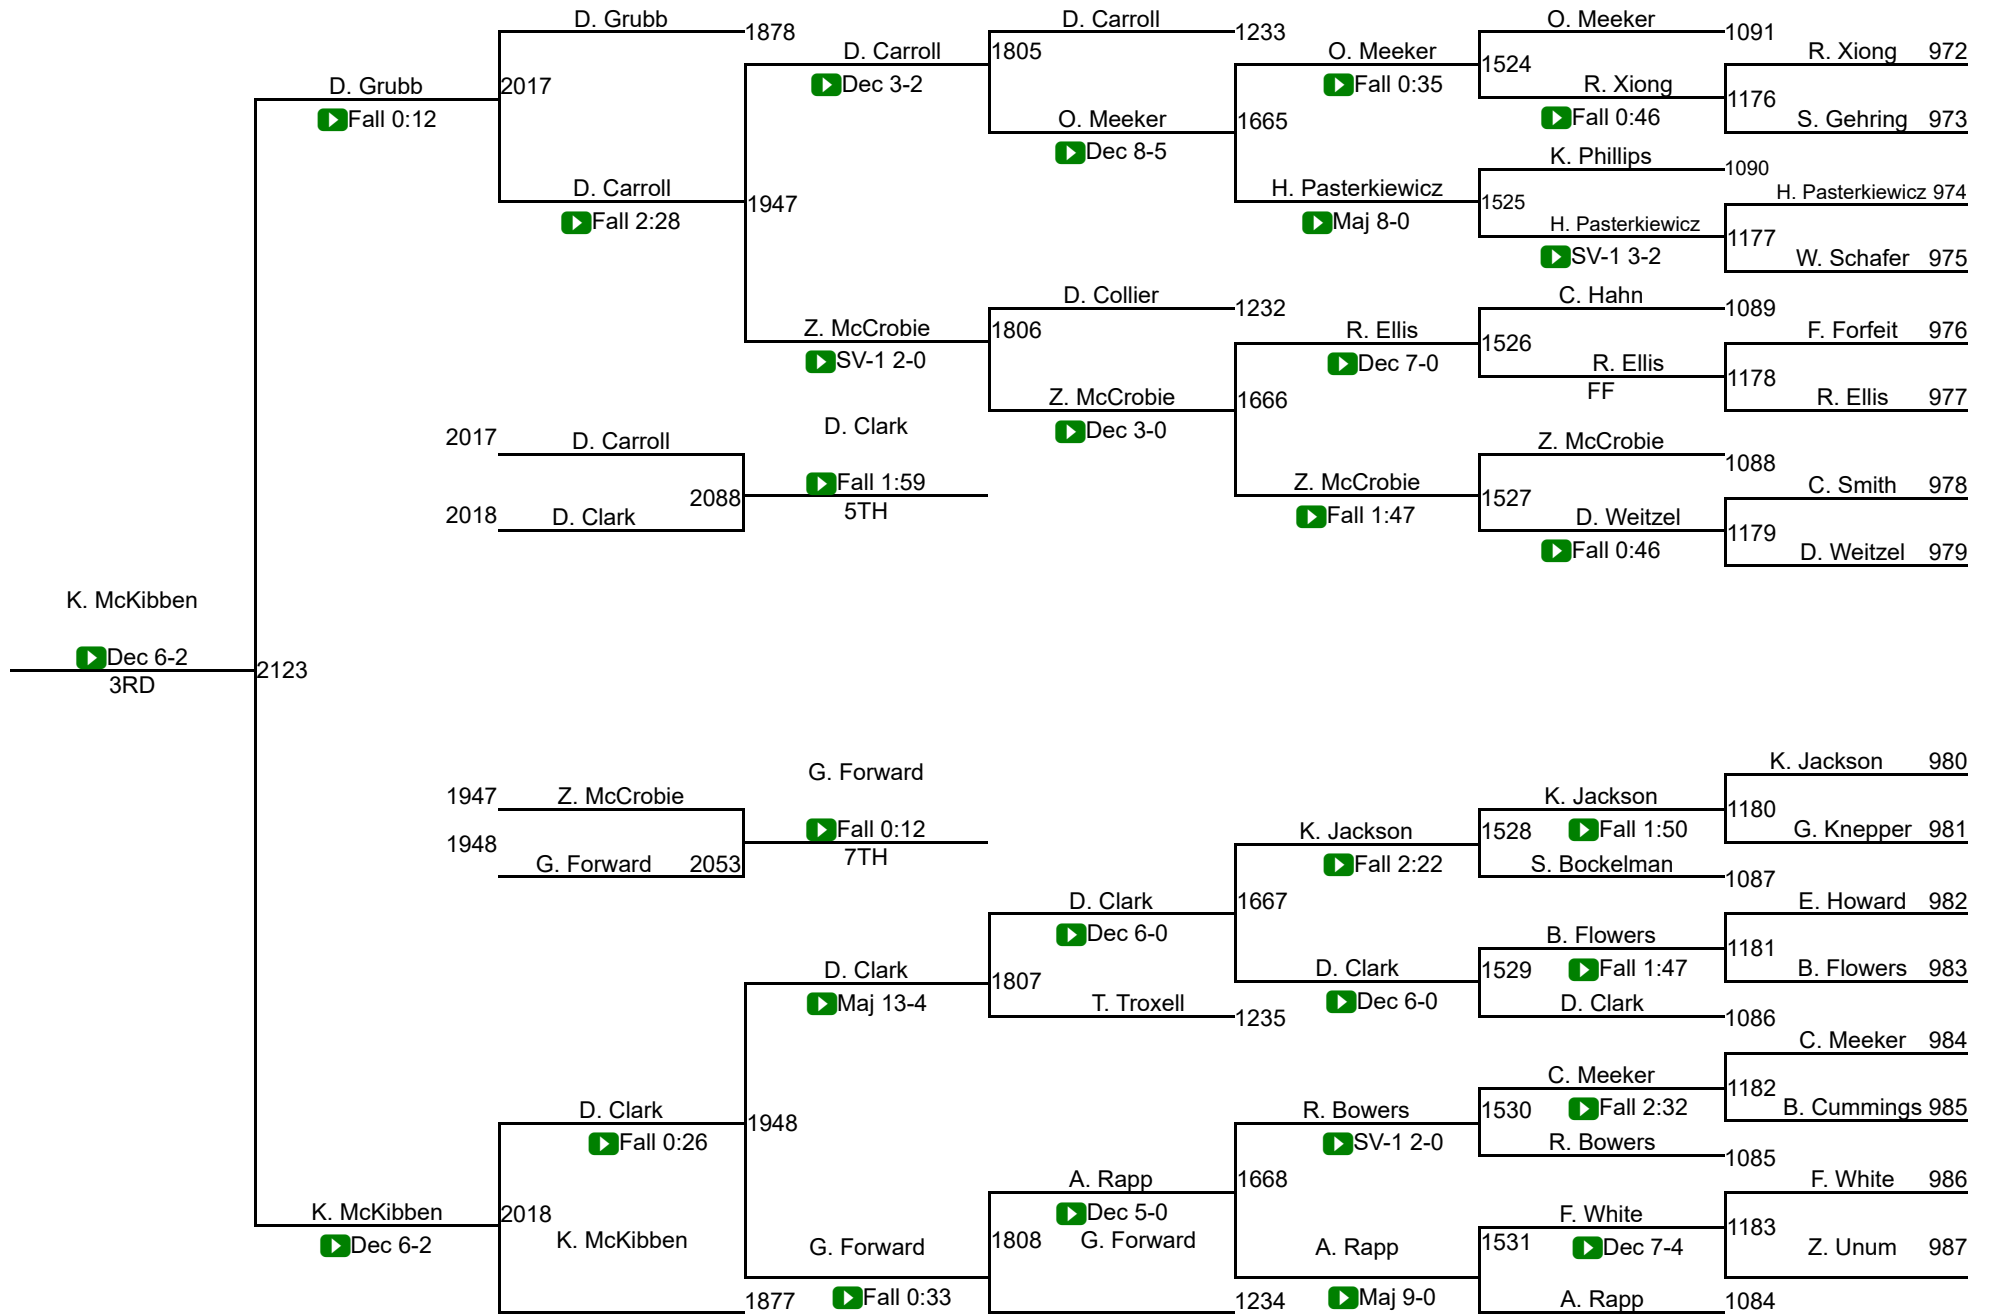 D. Grubb
D. Carroll
O. Meeker
1878
1233
1091
D. Carroll
1805
O. Meeker
R. Xiong 972
D. Grubb
2017
Dec 3-2
Fall 0:35
1524
R. Xiong
1176
Fall 0:12
O. Meeker
1665
Fall 0:46
S. Gehring 973
Dec 8-5
K. Phillips
1090
D. Carroll
H. Pasterkiewicz
H. Pasterkiewicz 974
1947
1525
Fall 2:28
Maj 8-0
H. Pasterkiewicz
1177
SV-1 3-2
W. Schafer 975
D. Collier
C. Hahn
1232
1089
Z. McCrobie
1806
R. Ellis
F. Forfeit 976
SV-1 2-0
Dec 7-0
1526
R. Ellis
1178
FF
Z. McCrobie
1666
R. Ellis 977
D. Clark
Dec 3-0
2017
D. Carroll
Z. McCrobie
1088
Fall 1:59
Z. McCrobie
C. Smith 978
2088
1527
2018
D. Clark
5TH
Fall 1:47
D. Weitzel
1179
Fall 0:46
D. Weitzel 979
K. McKibben
Dec 6-2
2123
3RD
K. Jackson 980
G. Forward
1947
Z. McCrobie
K. Jackson
1180
Fall 0:12
K. Jackson
1528
Fall 1:50
G. Knepper 981
1948
7TH
G. Forward 2053
Fall 2:22
S. Bockelman
1087
D. Clark
1667
E. Howard 982
Dec 6-0
B. Flowers
1181
D. Clark
D. Clark
1529
Fall 1:47
B. Flowers 983
1807
Maj 13-4
T. Troxell
Dec 6-0
D. Clark
1235
1086
C. Meeker 984
C. Meeker
1182
D. Clark
R. Bowers
1530
Fall 2:32
B. Cummings 985
1948
Fall 0:26
SV-1 2-0
R. Bowers
1085
A. Rapp
1668
F. White 986
K. McKibben
2018
Dec 5-0
F. White
1183
Dec 6-2
K. McKibben
G. Forward
1808
G. Forward
A. Rapp
1531
Dec 7-4
Z. Unum 987
1877
Fall 0:33
1234
Maj 9-0
A. Rapp
1084